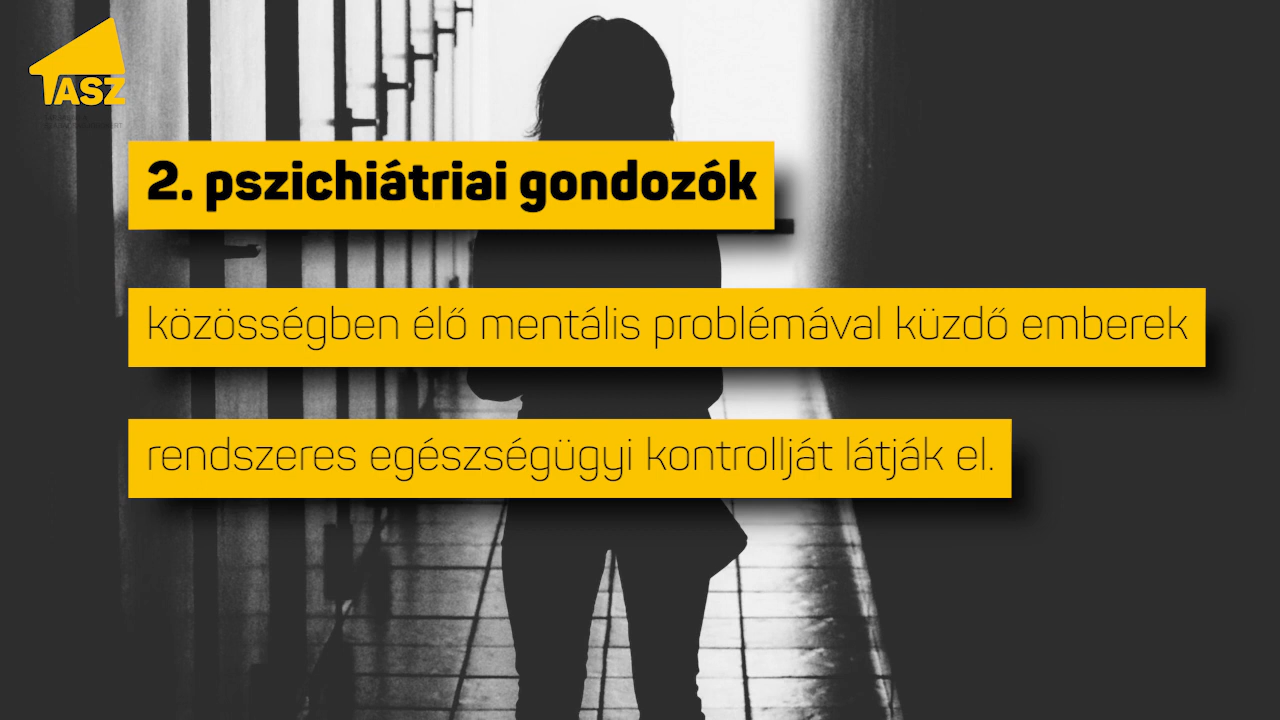 TASZ
2. pszichiátriai gondozók
közösségben élő mentális problémával küzdő emberek
rendszeres egészségügyi kontrollját látják el.